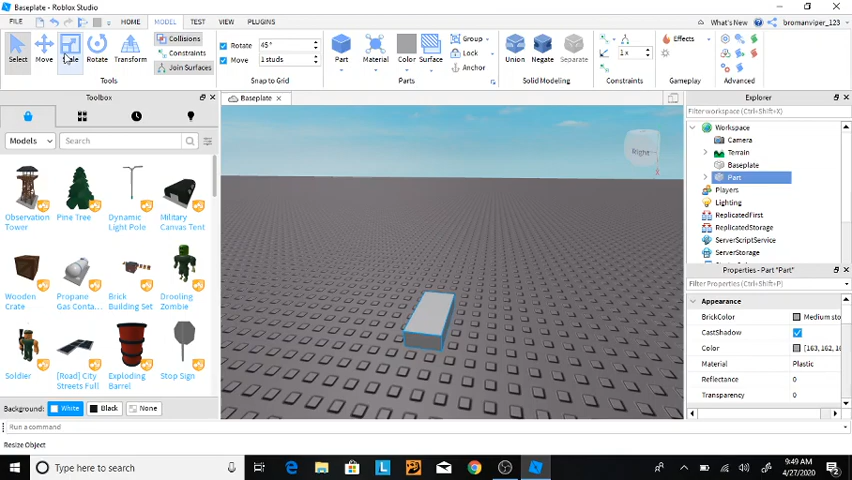 Baseplate - Roblox Studio
FILE HOME MODEL TEST VIEW PLUGINS What's New bromanviper_123
Select Move Scale Rotate Transform
Collisions
Constraints
Join Surfaces
Tools
Rotate 45°
Move 1 studs
Snap to Grid
Part Material Color Surface
Group
Lock
Anchor
Parts
Union Negate Separate
Solid Modeling
1x
Constraints
Effects
Gameplay
Advanced
Toolbox
Models Search
Observation Tower
Pine Tree
Dynamic Light Pole
Military Canvas Tent
Wooden Crate
Propane Gas Conta...
Brick Building Set
Drooling Zombie
Soldier
[Road] City Streets Full
Exploding Barrel
Stop Sign
Background: White Black None
Baseplate
Right
Explorer
Filter workspace (Ctrl+Shift+X)
Workspace
Camera
Terrain
Baseplate
Part
Players
Lighting
ReplicatedFirst
ReplicatedStorage
ServerScriptService
ServerStorage
Properties - Part "Part"
Filter Properties (Ctrl+Shift+P)
Appearance
BrickColor Medium sto
CastShadow
Color [163, 162, 1
Material Plastic
Reflectance 0
Transparency 0
Run a command
Resize Object
Type here to search
9:49 AM
4/27/2020